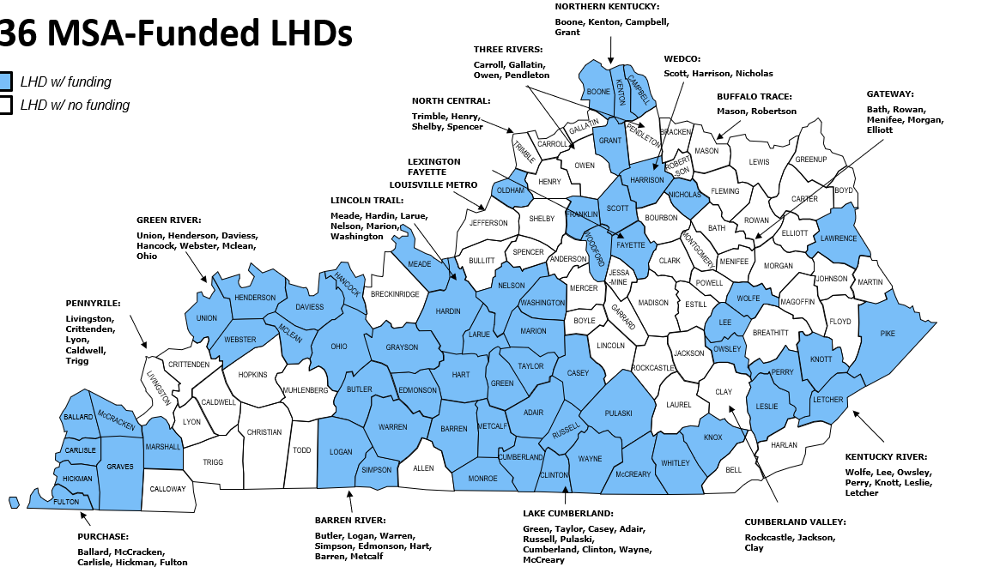 36 MSA-Funded LHDs
LHD w/ funding
LHD w/ no funding
NORTHERN KENTUCKY:
Boone, Kenton, Campbell,
Grant
THREE RIVERS:
Carroll, Gallatin,
Owen, Pendleton
WEDCO:
Scott, Harrison, Nicholas
NORTH CENTRAL:
Trimble, Henry,
Shelby, Spencer
BUFFALO TRACE:
Mason, Robertson
GATEWAY:
Bath, Rowan,
Menifee, Morgan,
Elliott
LEXINGTON
FAYETTE
LOUISVILLE METRO
LINCOLN TRAIL:
Meade, Hardin, Larue,
Nelson, Marion,
Washington
GREEN RIVER:
Union, Henderson, Daviess,
Hancock, Webster, Mclean,
Ohio
PENNYRILE:
Livingston,
Crittenden,
Lyon,
Caldwell,
Trigg
BOONE
KENTON
CAMPBELL
GALLATIN
GRANT
PENDLETON
BRACKEN
CARROLL
TRIMBLE
OWEN
ROBERT
-SON
MASON
LEWIS
GREENUP
HENRY
OLDHAM
HARRISON
NICHOLAS
FLEMING
CARTER
BOYD
JEFFERSON
SHELBY
FRANKLIN
SCOTT
BOURBON
BATH
ROWAN
ELLIOTT
LAWRENCE
MEADE
BULLITT
SPENCER
ANDERSON
WOODFORD
FAYETTE
CLARK
MONTGOMERY
MENIFEE
MORGAN
JOHNSON
MARTIN
HANCOCK
BRECKINRIDGE
NELSON
WASHINGTON
MERCER
JESSA
-MINE
MADISON
POWELL
ESTILL
WOLFE
MAGOFFIN
FLOYD
PIKE
HENDERSON
DAVIESS
UNION
WEBSTER
MCLEAN
OHIO
GRAYSON
HARDIN
LARUE
MARION
BOYLE
GARRARD
LINCOLN
ROCKCASTLE
JACKSON
LEE
OWSLEY
BREATHITT
KNOTT
PERRY
LETCHER
LESLIE
CRITTENDEN
LIVINGSTON
HOPKINS
MUHLENBERG
BUTLER
EDMONSON
HART
GREEN
TAYLOR
CASEY
ADAIR
PULASKI
LAUREL
CLAY
CALDWELL
LYON
CHRISTIAN
TODD
LOGAN
WARREN
BARREN
METCALF
RUSSELL
WAYNE
McCREARY
WHITLEY
KNOX
BELL
HARLAN
BALLARD
McCRACKEN
CARLISLE
GRAVES
MARSHALL
TRIGG
HICKMAN
FULTON
CALLOWAY
SIMPSON
ALLEN
MONROE
CUMBERLAND
CLINTON
KENTUCKY RIVER:
Wolfe, Lee, Owsley,
Perry, Knott, Leslie,
Letcher
PURCHASE:
Ballard, McCracken,
Carlisle, Hickman, Fulton
BARREN RIVER:
Butler, Logan, Warren,
Simpson, Edmonson, Hart,
Barren, Metcalf
LAKE CUMBERLAND:
Green, Taylor, Casey, Adair,
Russell, Pulaski,
Cumberland, Clinton, Wayne,
McCreary
CUMBERLAND VALLEY:
Rockcastle, Jackson,
Clay